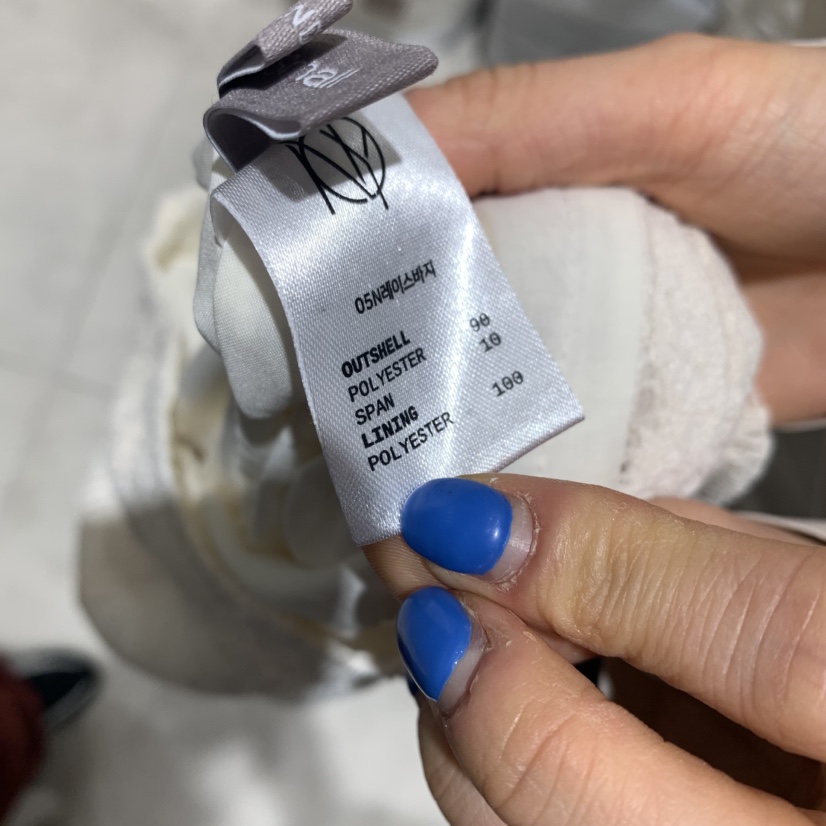 05N레이스바지
OUTSHELL
POLYESTER 90
SPAN 10
LINING
POLYESTER 100